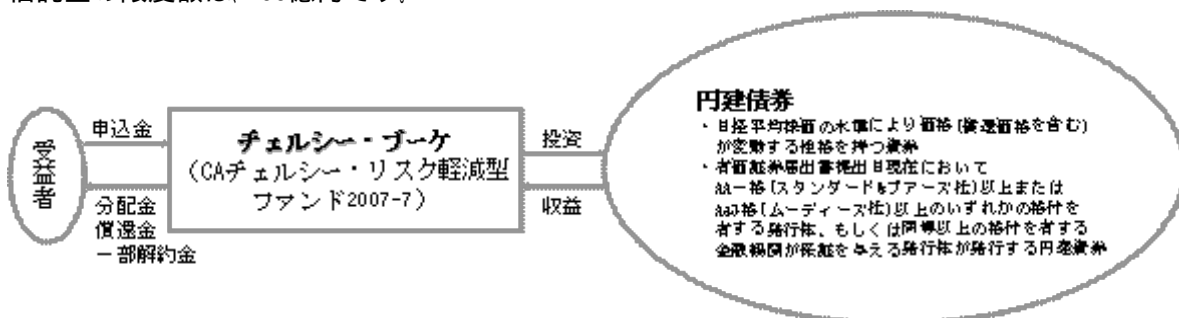 受益者
申込金
分配金
償還金
一部解約金
チェルシー・ブーケ
(CAチェルシー・リスク軽減型
ファンド2007-7)
投資
収益
円建債券
・日経平均株価の水準により価格(償還価格を含む)
が変動する性格を持つ債券
・有価証券届出書提出日現在において
AA-格(スタンダード&プアーズ社)以上または
Aa3格(ムーディーズ社)以上のいずれかの格付を
有する発行体、もしくは同等以上の格付を有する
金融機関が保証を与える発行体が発行する円建債券